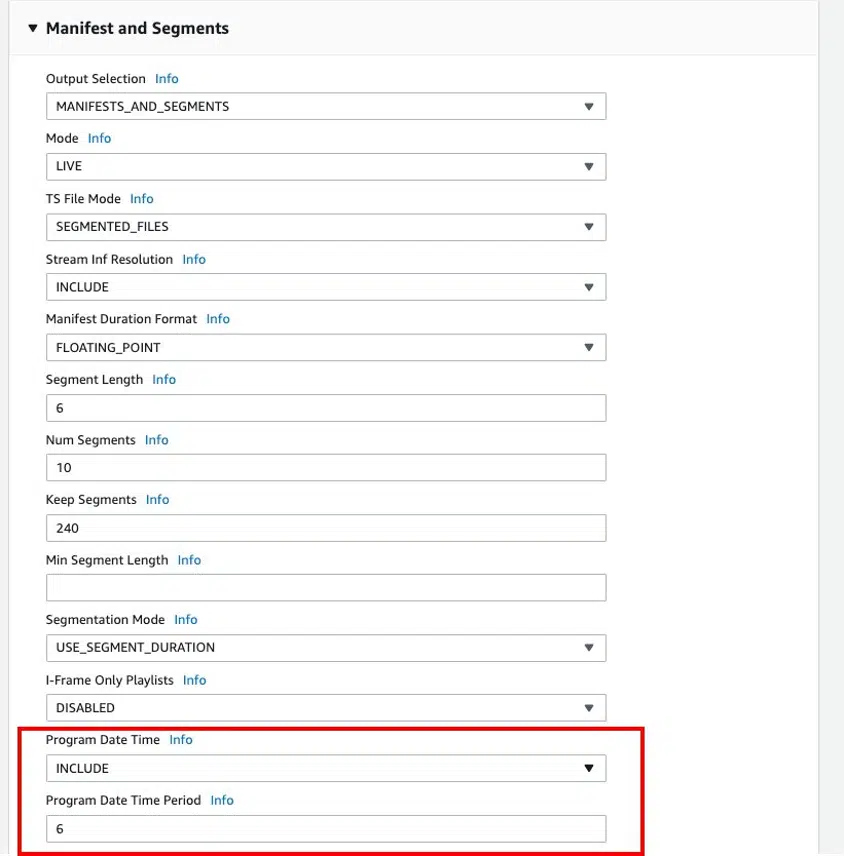 Manifest and Segments
Output Selection Info
MANIFESTS_AND_SEGMENTS
Mode Info
LIVE
TS File Mode Info
SEGMENTED_FILES
Stream Inf Resolution Info
INCLUDE
Manifest Duration Format Info
FLOATING_POINT
Segment Length Info
6
Num Segments Info
10
Keep Segments Info
240
Min Segment Length Info
Segmentation Mode Info
USE_SEGMENT_DURATION
I-Frame Only Playlists Info
DISABLED
Program Date Time Info
INCLUDE
Program Date Time Period Info
6